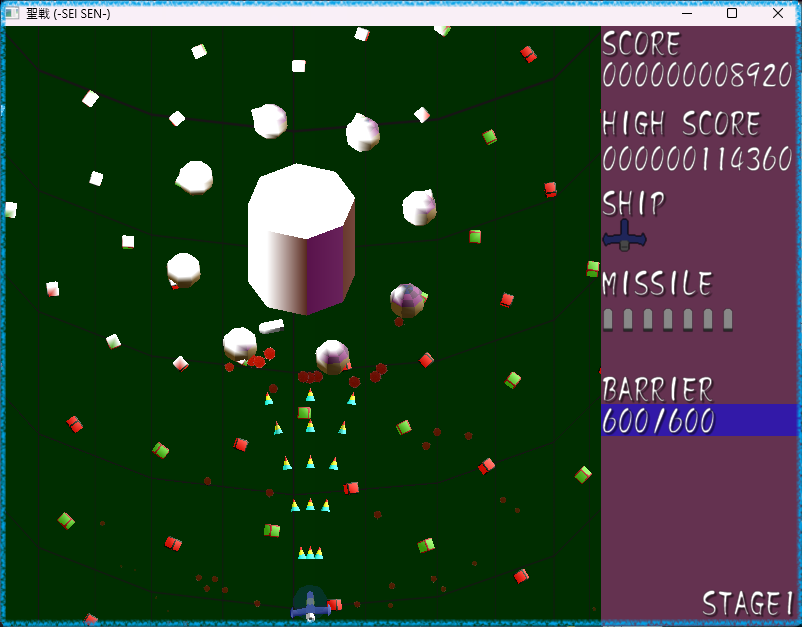 聖戦 (-SEI SEN-)
SCORE
000000008920
HIGH SCORE
000000114360
SHIP
MISSILE
BARRIER
600/600
STAGE1